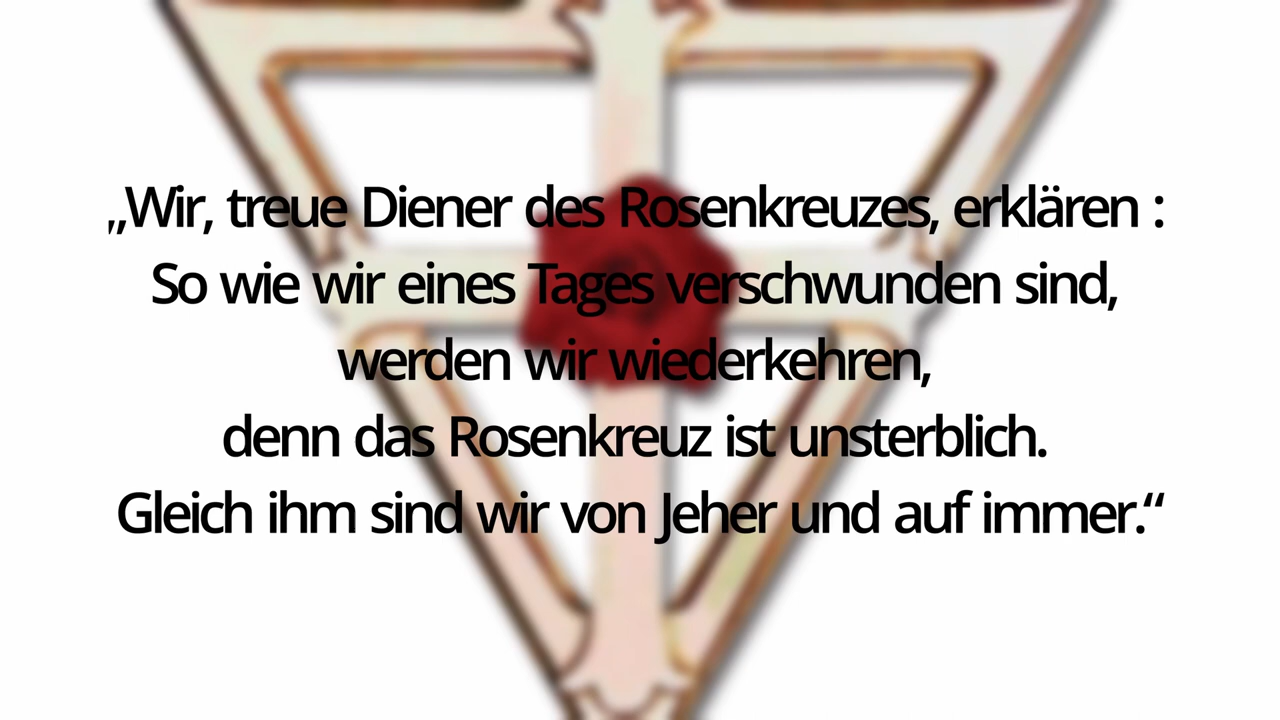 „Wir, treue Diener des Rosenkreuzes, erklären :
So wie wir eines Tages verschwunden sind,
werden wir wiederkehren,
denn das Rosenkreuz ist unsterblich.
Gleich ihm sind wir von Jeher und auf immer.“